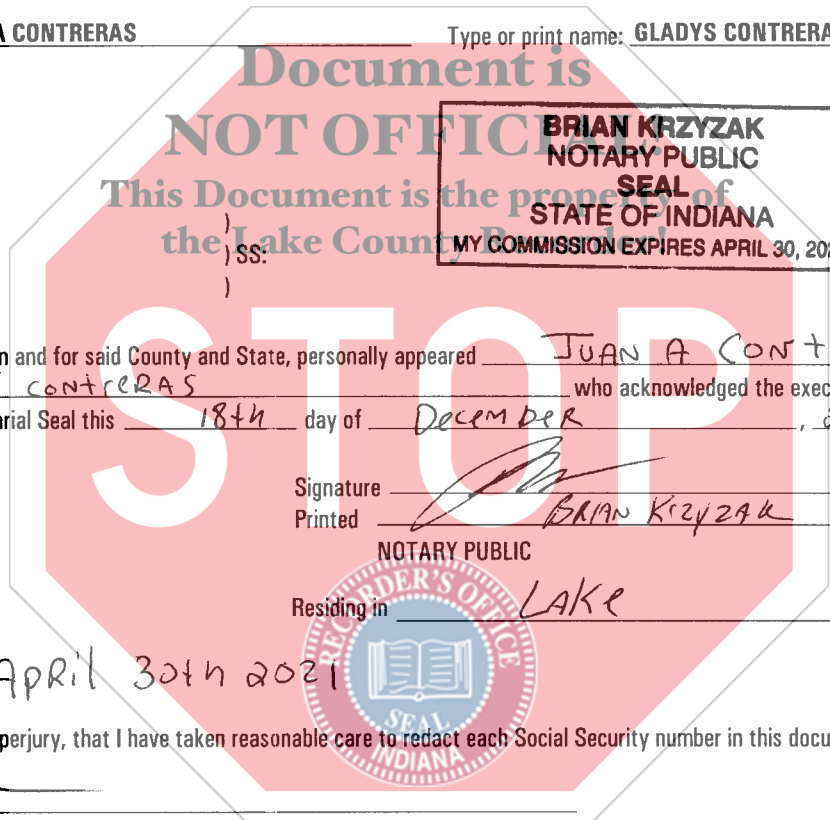 A CONTRERAS Type or print name: GLADYS CONTRERA
Document is
NOT OFFICIAL!
This Document is the property of
the Lake County Recorder!
BRIAN KRZYZAK
NOTARY PUBLIC
SEAL
STATE OF INDIANA
MY COMMISSION EXPIRES APRIL 30, 202
)
) SS:
)
STOP
n and for said County and State, personally appeared JUAN A CONT
CONTRERAS who acknowledged the exec
arial Seal this 18th day of December,
Signature
Printed BRIAN KrzyzAk
NOTARY PUBLIC
Residing in LAKe
April 30th 2021
perjury, that I have taken reasonable care to redact each Social Security number in this docu
RECORDER'S OFFICE
SEAL
INDIANA